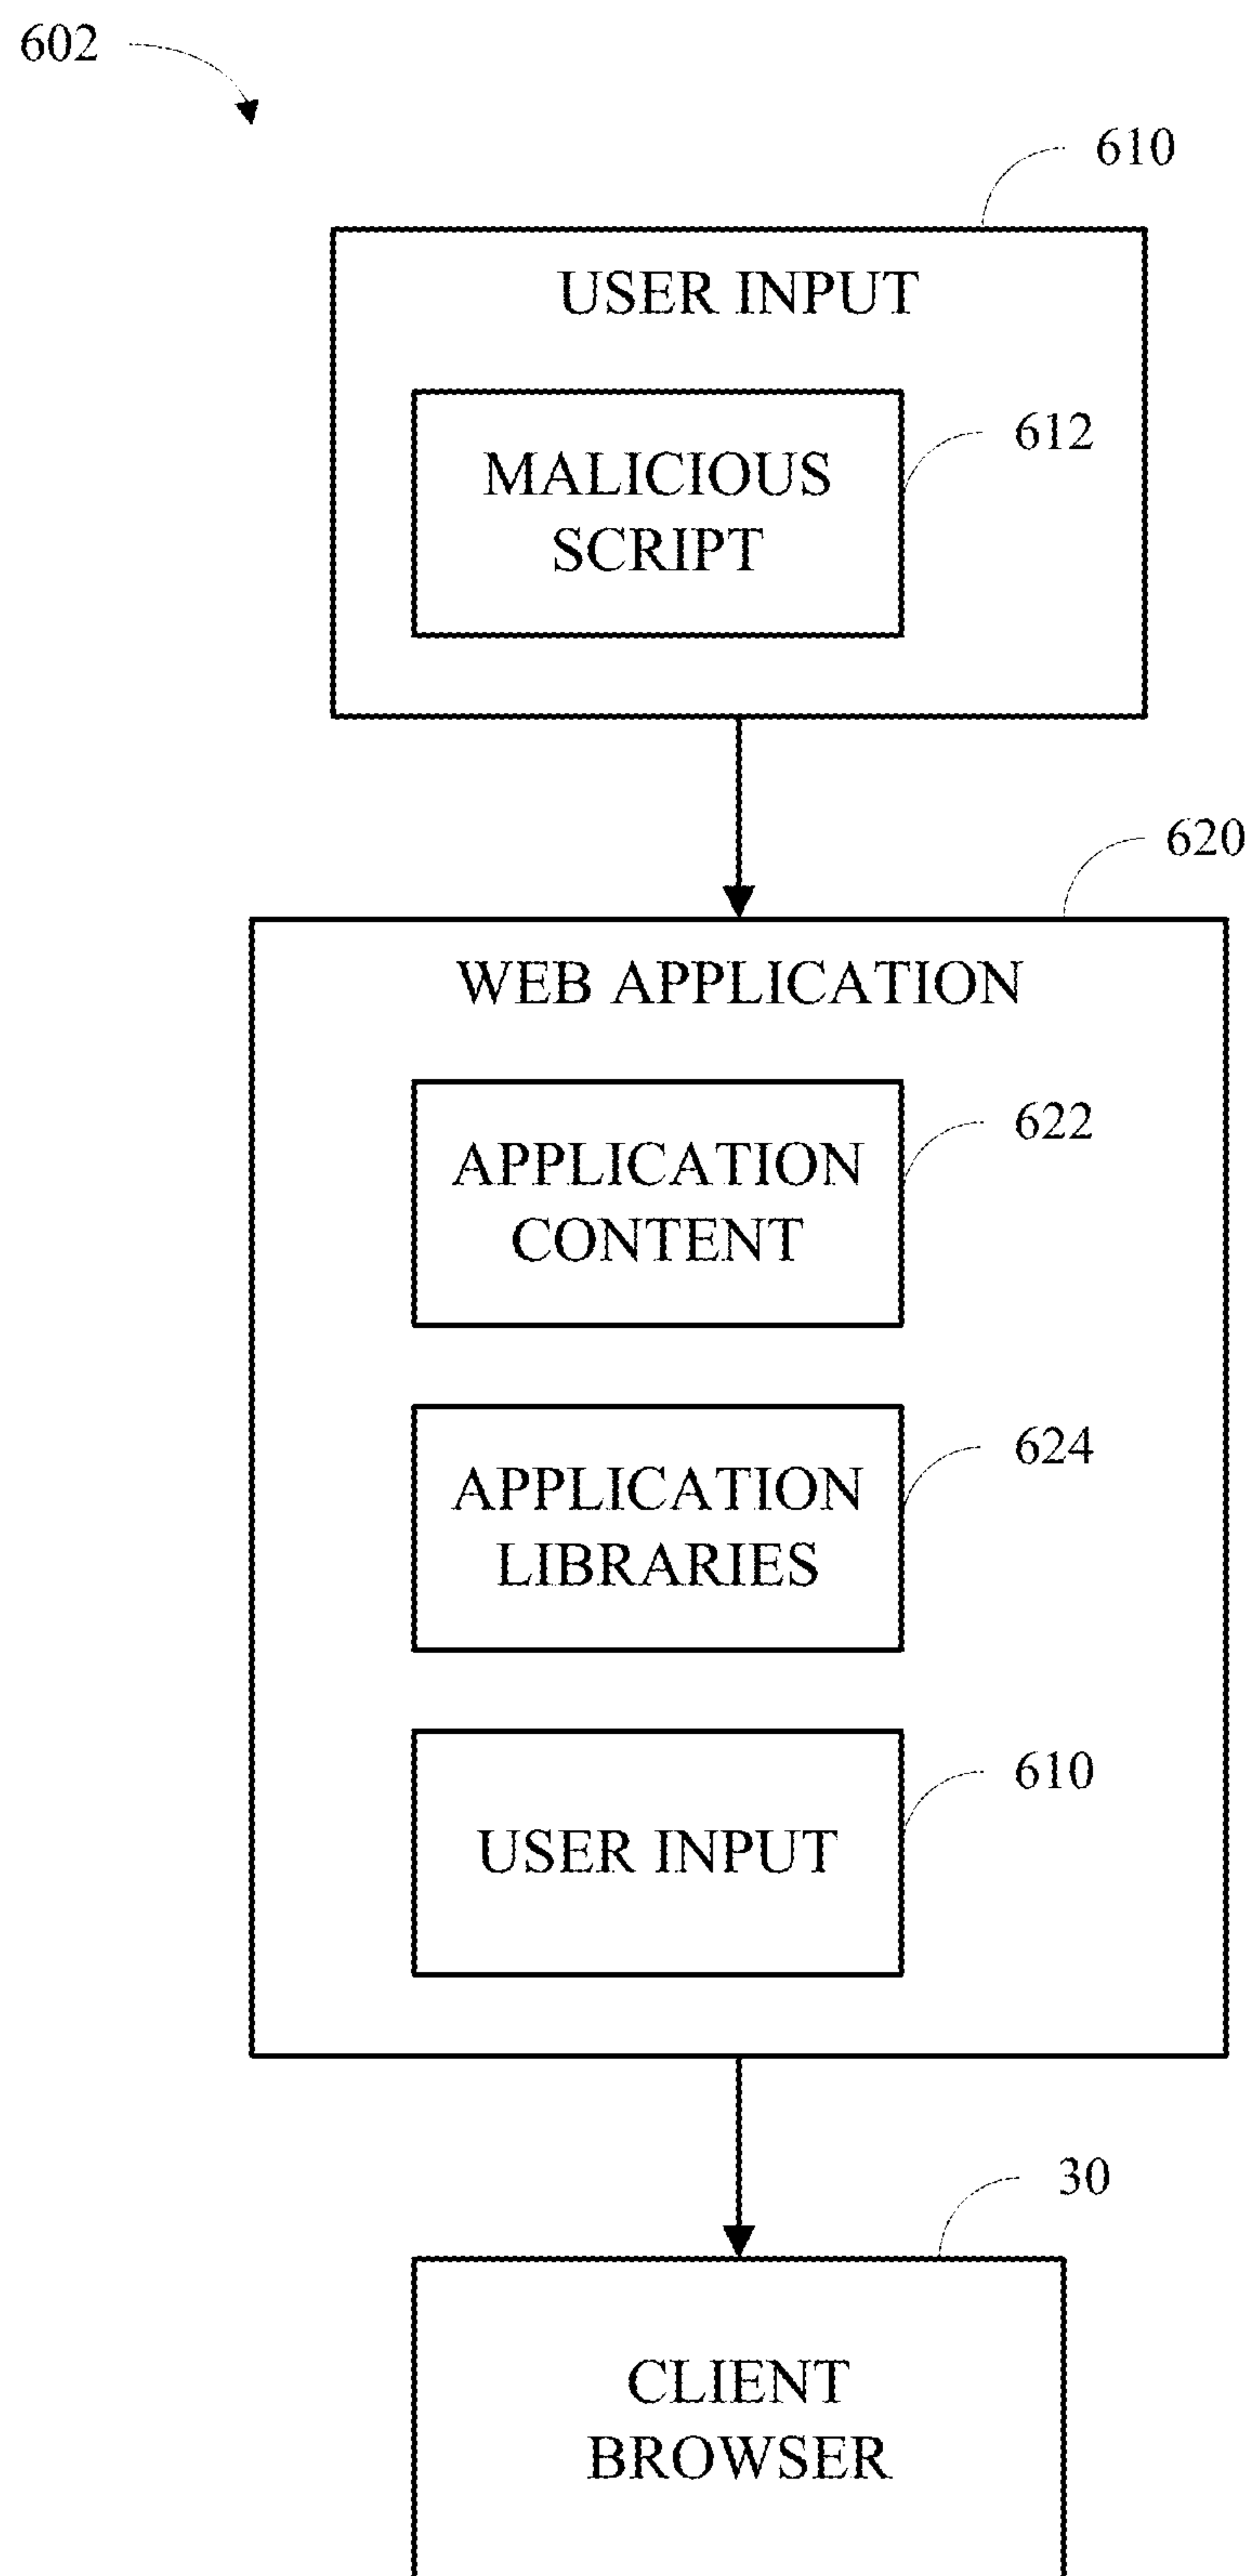 602
610
USER INPUT
612
MALICIOUS
SCRIPT
620
WEB APPLICATION
622
APPLICATION
CONTENT
624
APPLICATION
LIBRARIES
610
USER INPUT
30
CLIENT
BROWSER